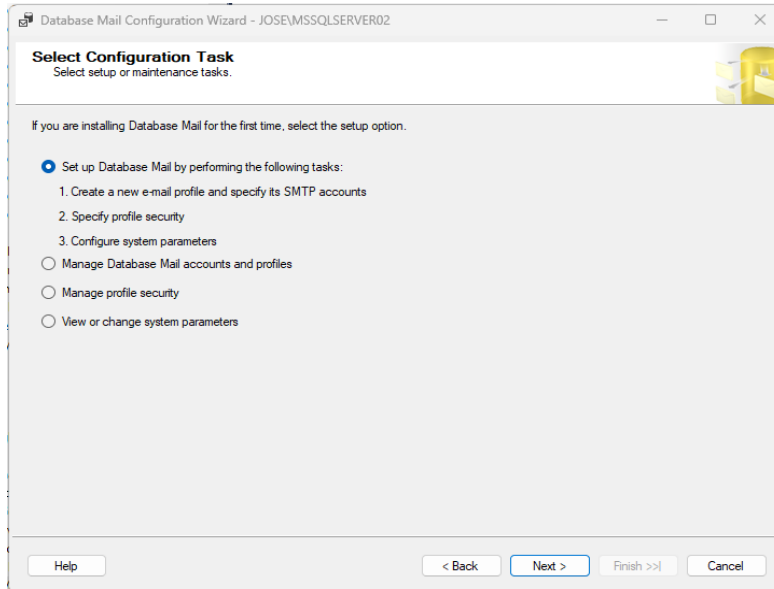 Database Mail Configuration Wizard - JOSE\MSSQLSERVER02
Select Configuration Task
Select setup or maintenance tasks.
If you are installing Database Mail for the first time, select the setup option.
Set up Database Mail by performing the following tasks:
1. Create a new e-mail profile and specify its SMTP accounts
2. Specify profile security
3. Configure system parameters
Manage Database Mail accounts and profiles
Manage profile security
View or change system parameters
Help
< Back
Next >
Finish >>|
Cancel